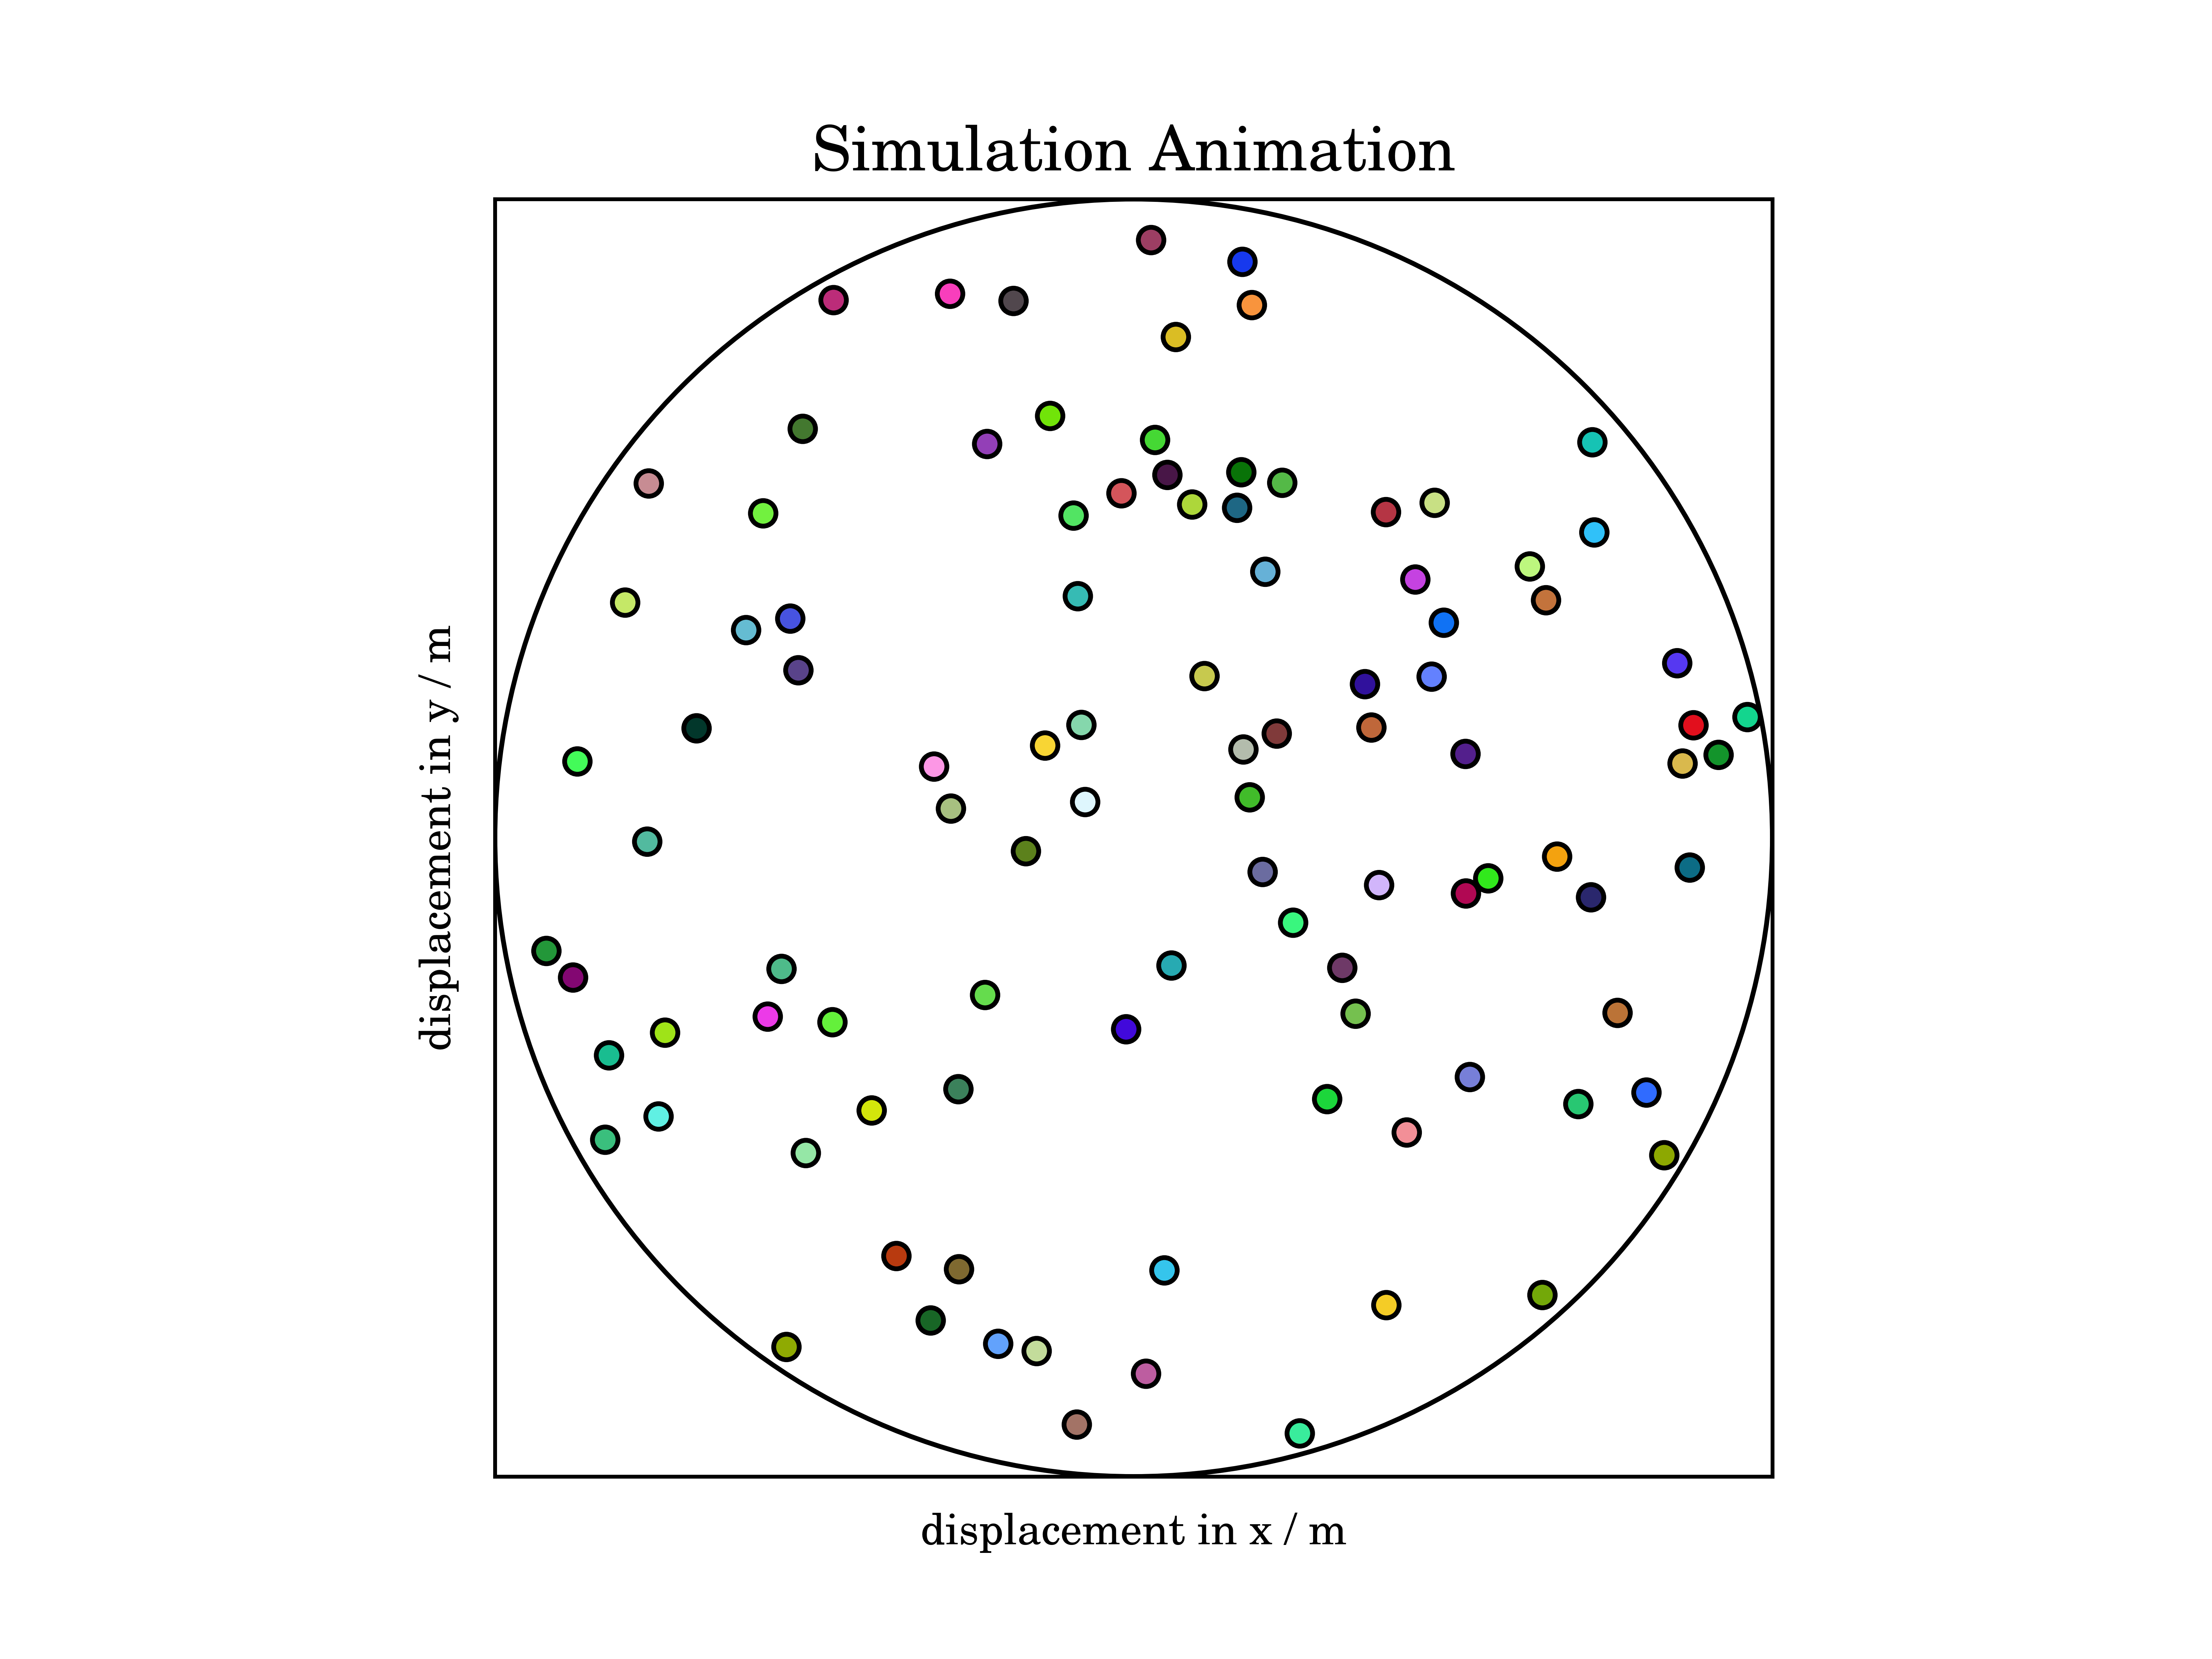 Simulation Animation
displacement in y / m
displacement in x / m